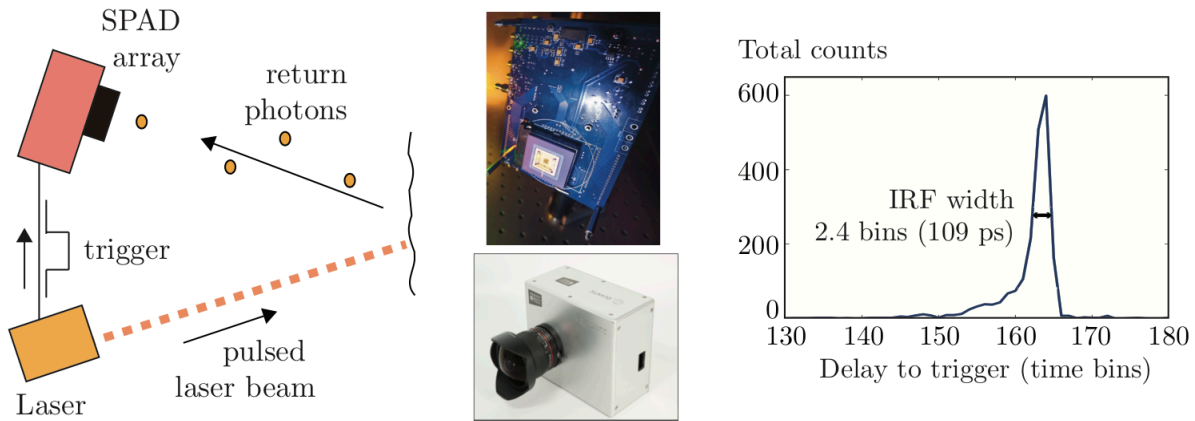 SPAD
array
return
photons
trigger
pulsed
laser beam
Laser
Total counts
600
400
200
0
IRF width
2.4 bins (109 ps)
130
140
150
160
170
180
Delay to trigger (time bins)